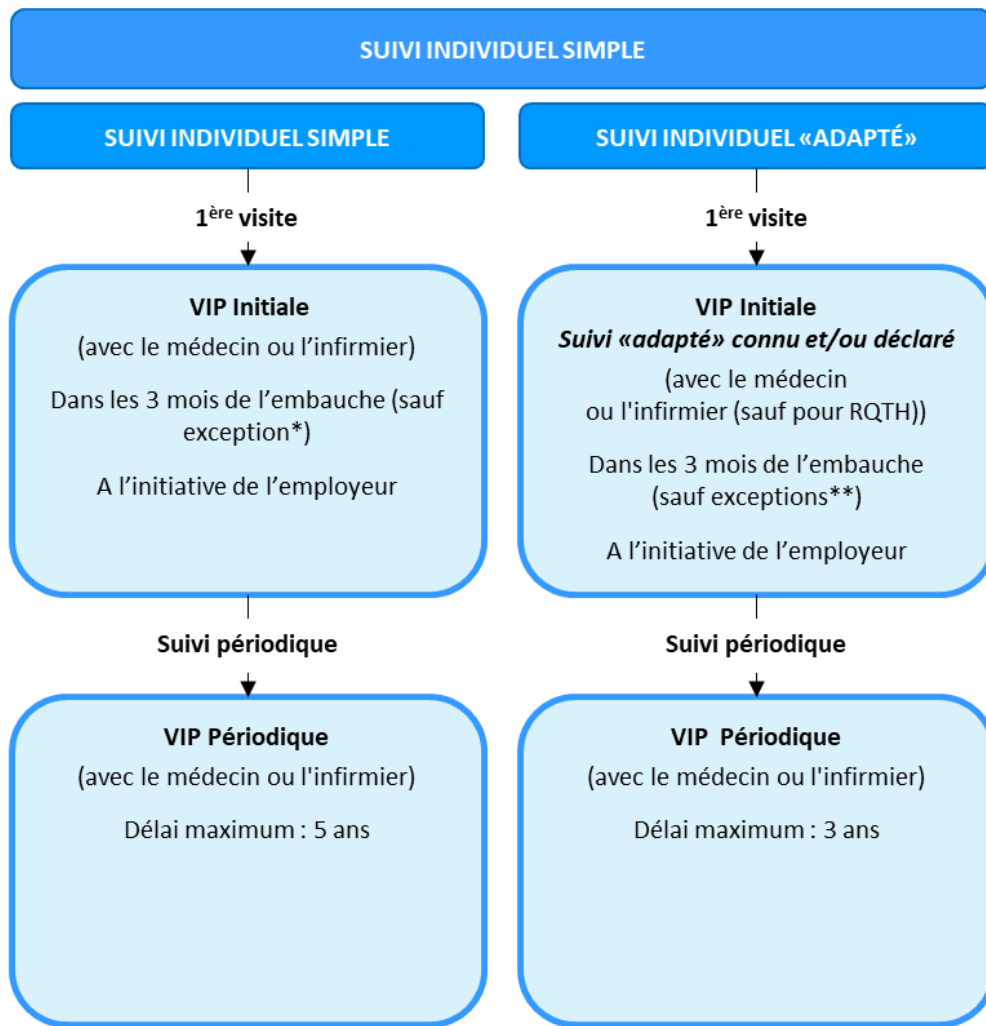 SUIVI INDIVIDUEL SIMPLE
SUIVI INDIVIDUEL SIMPLE
1ère visite
VIP Initiale
(avec le médecin ou l’infirmier)
Dans les 3 mois de l’embauche (sauf
exception*)
A l’initiative de l’employeur
Suivi périodique
VIP Périodique
(avec le médecin ou l'infirmier)
Délai maximum : 5 ans
SUIVI INDIVIDUEL «ADAPTÉ»
1ère visite
VIP Initiale
Suivi «adapté» connu et/ou déclaré
(avec le médecin
ou l'infirmier (sauf pour RQTH))
Dans les 3 mois de l’embauche
(sauf exceptions**)
A l’initiative de l’employeur
Suivi périodique
VIP Périodique
(avec le médecin ou l'infirmier)
Délai maximum : 3 ans